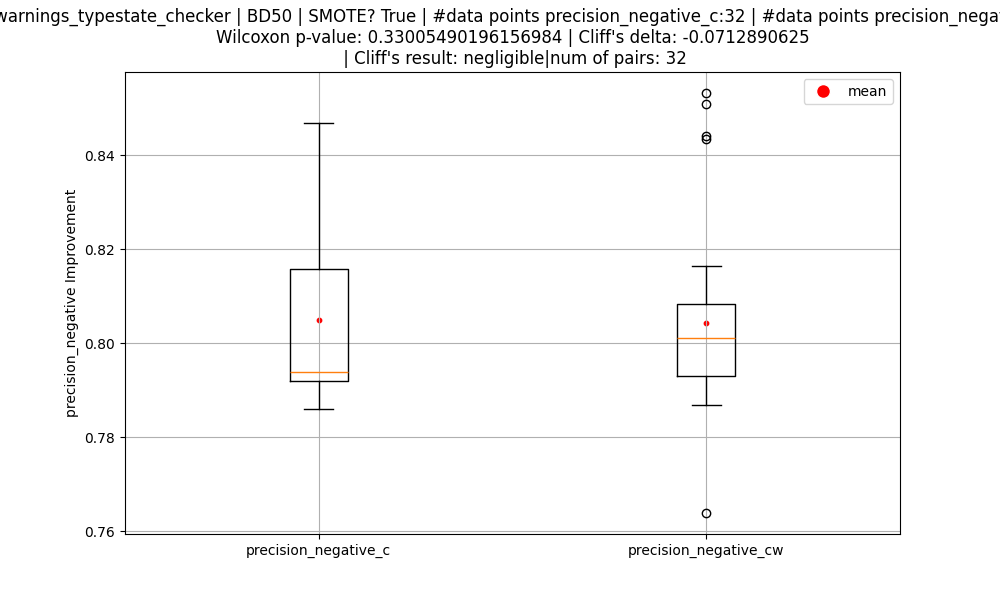 warnings_typestate_checker | BD50 | SMOTE? True | #data points precision_negative_c:32 | #data points precision_nega
Wilcoxon p-value: 0.33005490196156984 | Cliff's delta: -0.0712890625
| Cliff's result: negligible|num of pairs: 32
mean
0.84
0.82
0.80
0.78
0.76
precision_negative Improvement
precision_negative_c
precision_negative_cw